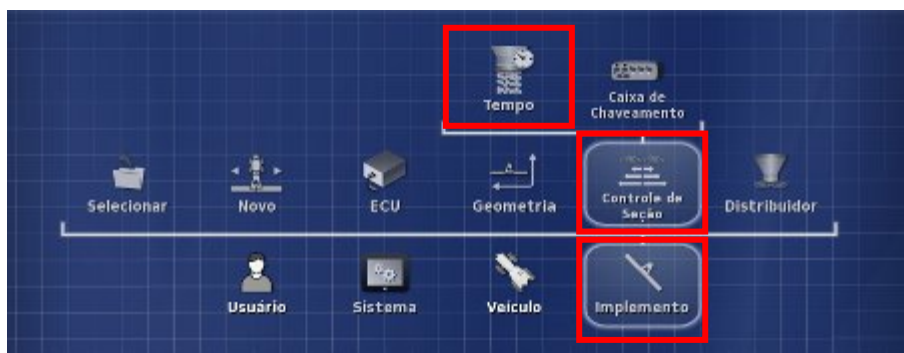 Tempo
Caixa de
Chaveamento
Selecionar
Novo
ECU
Geometria
Controle de
Seção
Distribuidor
Usuário
Sistema
Veículo
Implemento